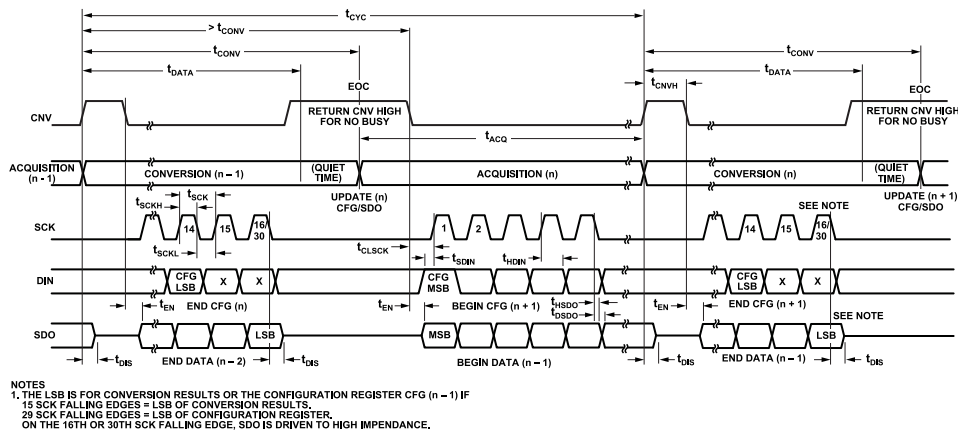 tCYC
> tCONV
tCONV
tCONV
tDATA
tDATA
EOC
tCNVH
EOC
CNV
RETURN CNV HIGH
FOR NO BUSY
RETURN CNV HIGH
FOR NO BUSY
tACQ
ACQUISITION
(n - 1)
CONVERSION (n – 1)
(QUIET
TIME)
ACQUISITION (n)
CONVERSION (n)
(QUIET
TIME)
UPDATE (n)
CFG/SDO
UPDATE (n + 1)
CFG/SDO
tSCK
tSCKH
SEE NOTE
SCK
14
15
16/
30
1
2
14
15
16/
30
tSCKL
tCLSCK
tSDIN
tHDIN
DIN
CFG
LSB
X
X
CFG
MSB
CFG
LSB
X
X
tEN
END CFG (n)
tEN
BEGIN CFG (n + 1)
tHSDO
tDSDO
tEN
END CFG (n + 1)
SEE NOTE
SDO
LSB
MSB
LSB
tDIS
END DATA (n – 2)
tDIS
BEGIN DATA (n – 1)
tDIS
END DATA (n – 1)
tDIS
NOTES
1. THE LSB IS FOR CONVERSION RESULTS OR THE CONFIGURATION REGISTER CFG (n – 1) IF
15 SCK FALLING EDGES = LSB OF CONVERSION RESULTS.
29 SCK FALLING EDGES = LSB OF CONFIGURATION REGISTER.
ON THE 16TH OR 30TH SCK FALLING EDGE, SDO IS DRIVEN TO HIGH IMPENDANCE.